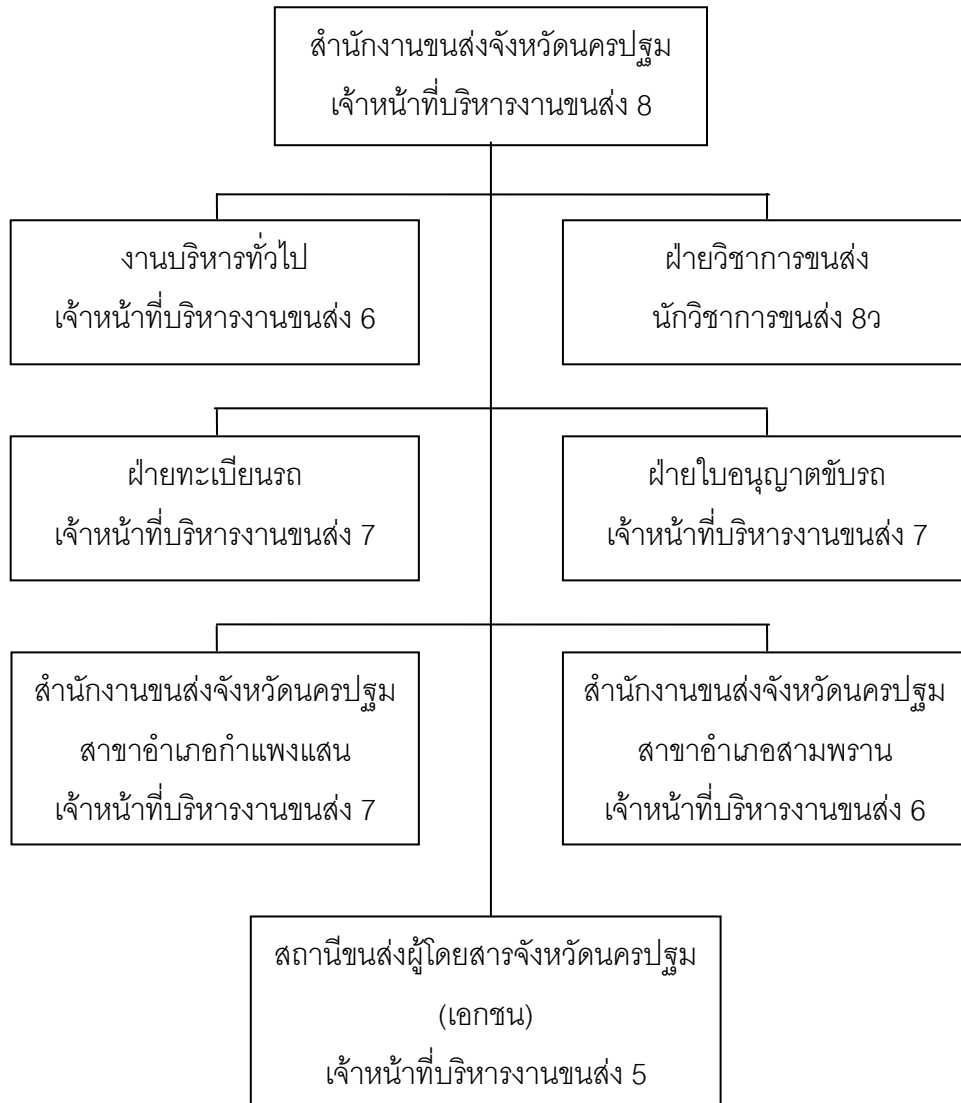 สำนักงานขนส่งจังหวัดนครปฐม
เจ้าหน้าที่บริหารงานขนส่ง 8
งานบริหารทั่วไป
เจ้าหน้าที่บริหารงานขนส่ง 6
ฝ่ายวิชาการขนส่ง
นักวิชาการขนส่ง 8ว
ฝ่ายทะเบียนรถ
เจ้าหน้าที่บริหารงานขนส่ง 7
ฝ่ายใบอนุญาตขับรถ
เจ้าหน้าที่บริหารงานขนส่ง 7
สำนักงานขนส่งจังหวัดนครปฐม
สาขาอำเภอกำแพงแสน
เจ้าหน้าที่บริหารงานขนส่ง 7
สำนักงานขนส่งจังหวัดนครปฐม
สาขาอำเภอสามพราน
เจ้าหน้าที่บริหารงานขนส่ง 6
สถานีขนส่งผู้โดยสารจังหวัดนครปฐม
(เอกชน)
เจ้าหน้าที่บริหารงานขนส่ง 5